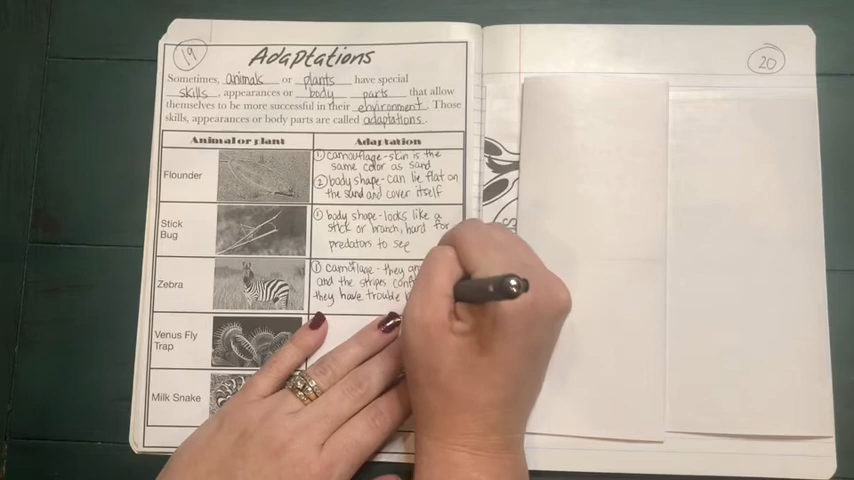 19
Adaptations
Sometimes, animals or plants have special
skills, appearances or body parts that allow
themselves to be more successful in their environment. Those
skills, appearances or body parts are called adaptations.
Animal or plant Adaptation
Flounder
① camouflage - skin is the
same color as sand
② body shape - can lie flat on
the sand and cover itself
Stick
Bug
① body shape - looks like a
stick or branch, hard for
predators to see
Zebra
① camoflage - they
and the stripes
they have trouble
Venus Fly
Trap
Milk Snake
20